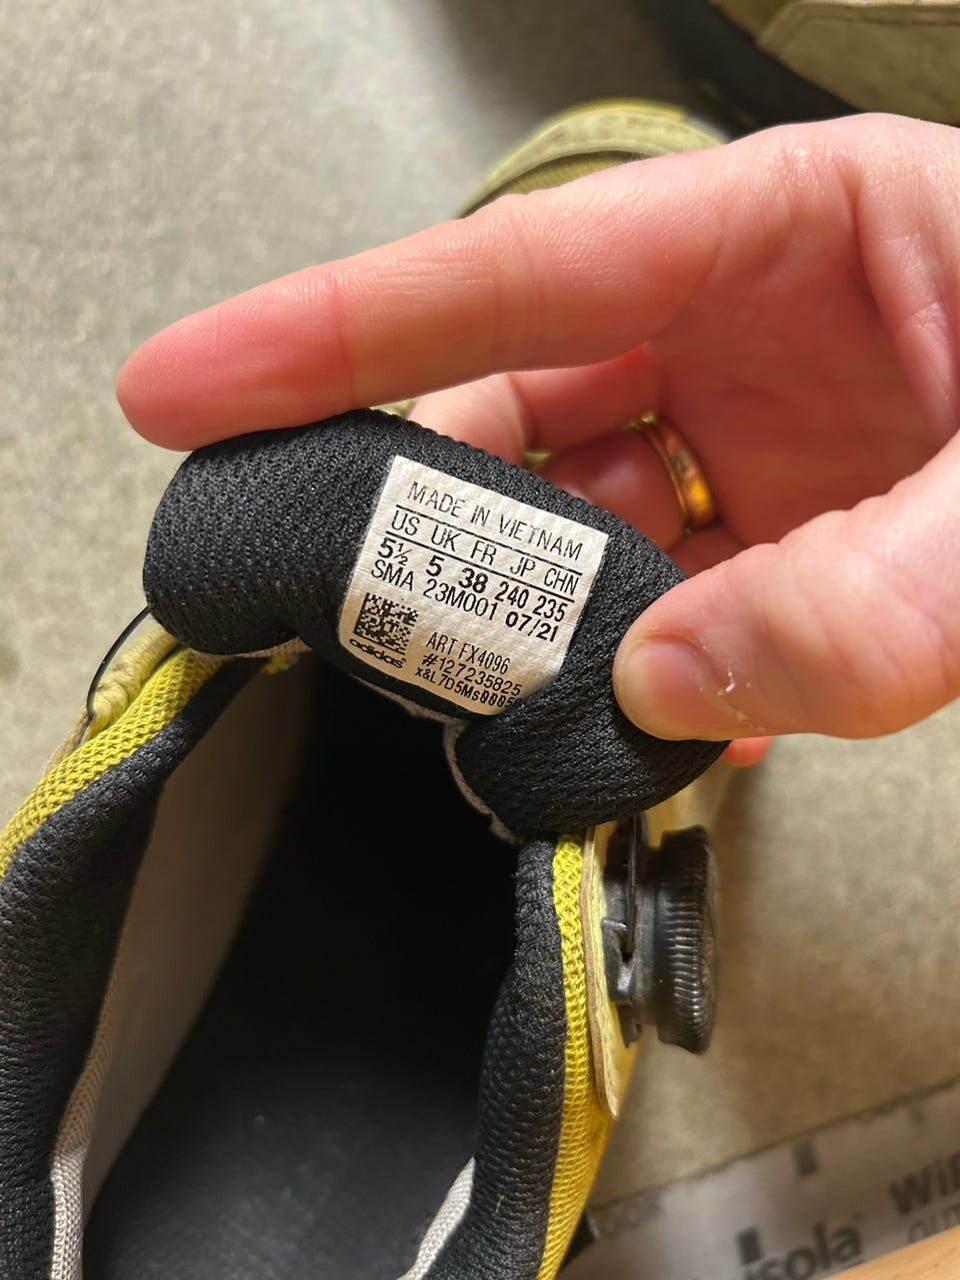 MADE IN VIETNAM
US UK FR JP CHN
5½ 5 38 240 235
SMA 23M001 07/21
ART FX4096
#127235825
adidas
isola